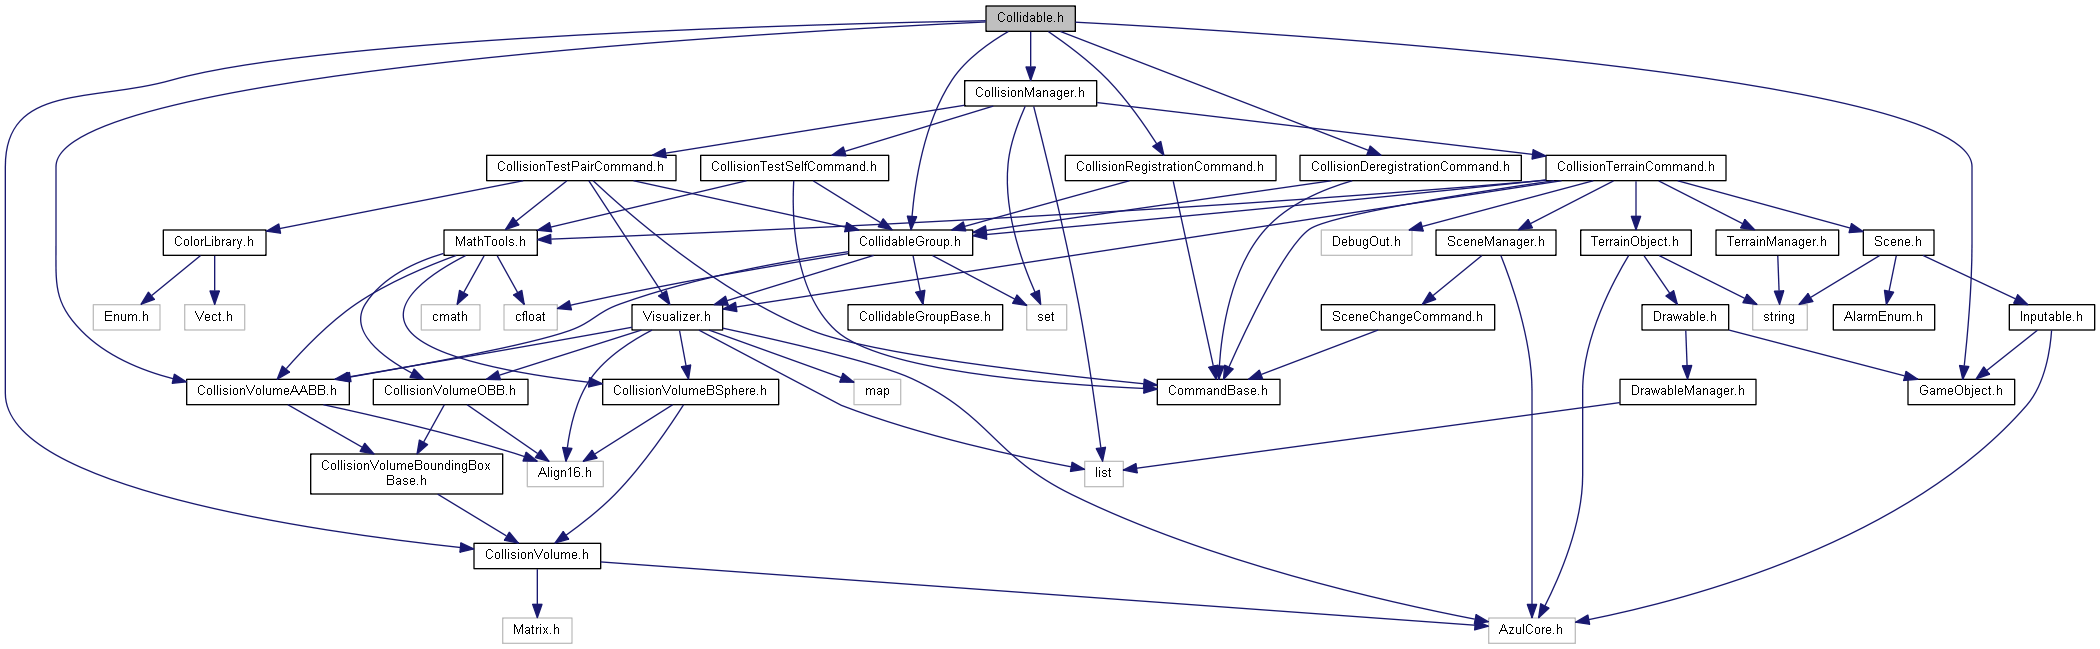 Collidable.h
CollisionManager.h
CollisionTestPairCommand.h
CollisionTestSelfCommand.h
CollisionRegistrationCommand.h
CollisionDeregistrationCommand.h
CollisionTerrainCommand.h
ColorLibrary.h
MathTools.h
CollidableGroup.h
DebugOut.h
SceneManager.h
TerrainObject.h
TerrainManager.h
Scene.h
Enum.h
Vect.h
cmath
cfloat
Visualizer.h
CollidableGroupBase.h
set
SceneChangeCommand.h
Drawable.h
string
AlarmEnum.h
Inputable.h
CollisionVolumeAABB.h
CollisionVolumeOBB.h
CollisionVolumeBSphere.h
map
CommandBase.h
DrawableManager.h
GameObject.h
CollisionVolumeBoundingBox
Base.h
Align16.h
list
CollisionVolume.h
Matrix.h
AzulCore.h